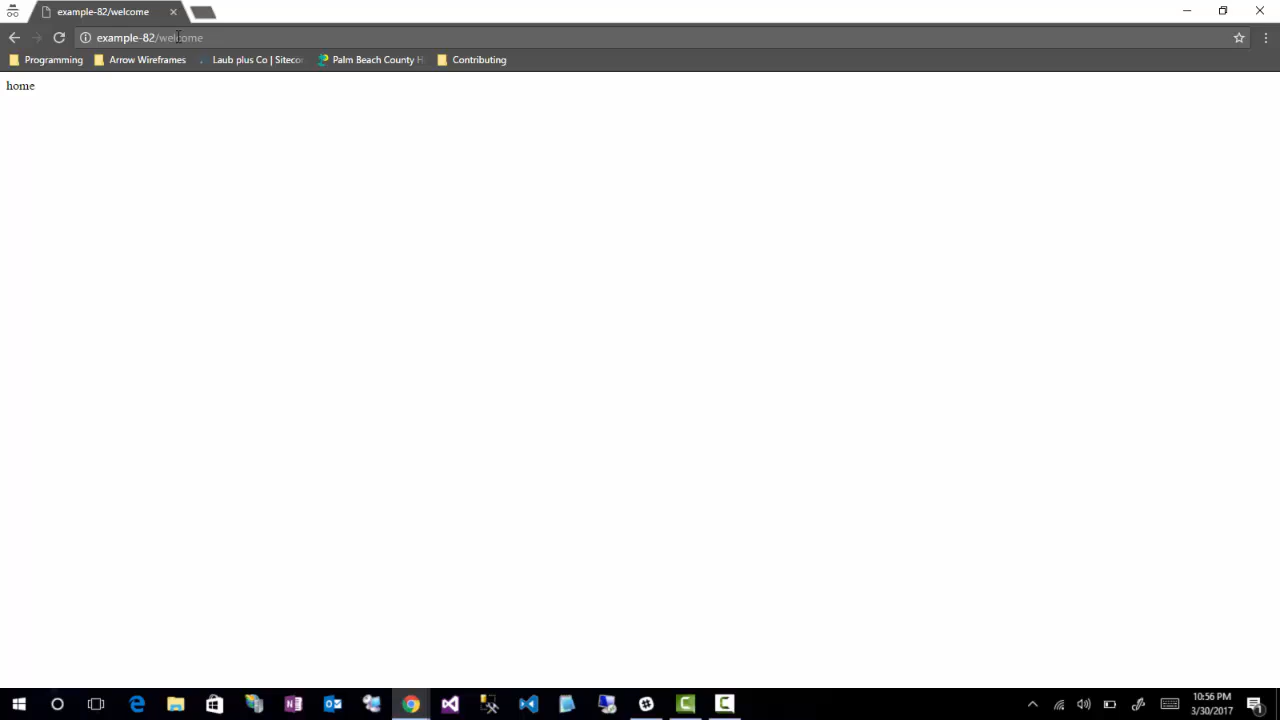 example-82/welcome
example-82/welcome
Programming
Arrow Wireframes
Laub plus Co | Siteco
Palm Beach County H
Contributing
home
10:56 PM
3/30/2017